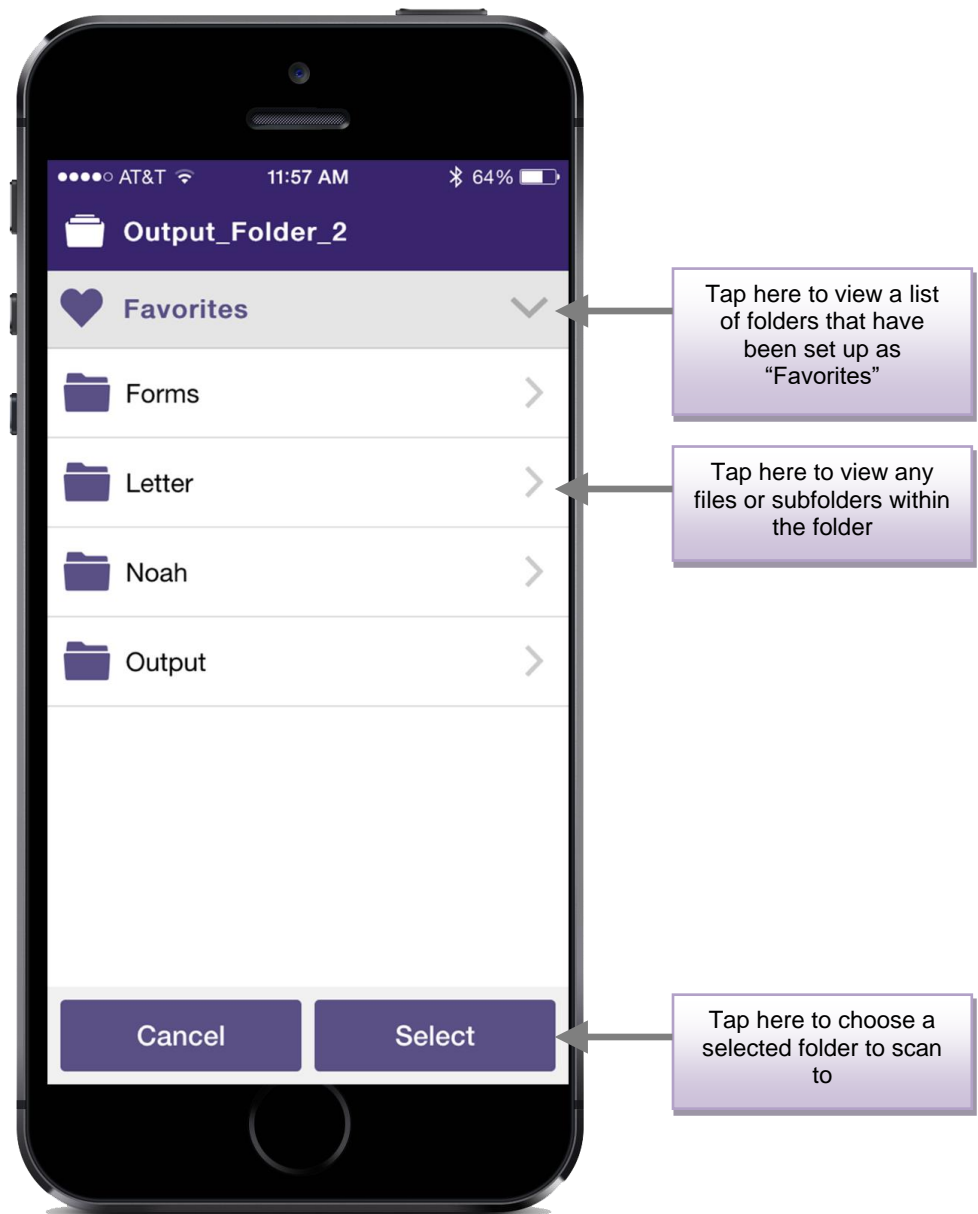 AT&T 11:57 AM 64%
Output_Folder_2
Favorites
Forms
Letter
Noah
Output
Cancel Select
Tap here to view a list
of folders that have
been set up as
“Favorites”
Tap here to view any
files or subfolders within
the folder
Tap here to choose a
selected folder to scan
to